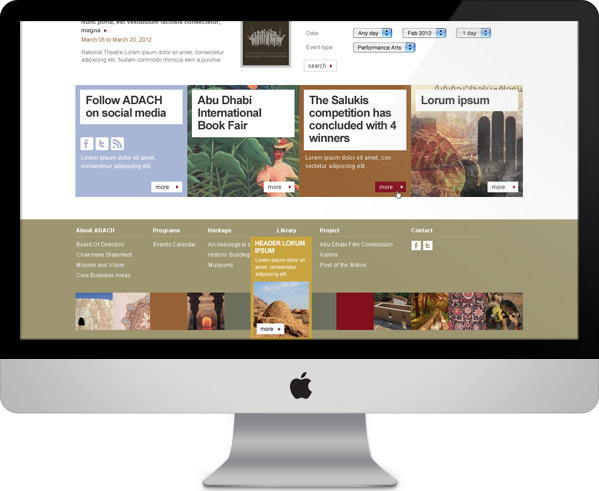 Nunc porta, est vestibulum facilisis consectetur,
magna
March 05 to March 20, 2012
National Theatre Lorem ipsum dolor sit amet, consectetur
adipiscing elit. Nullam commodo rhoncus sem a pulvinar.
Date
Any day
Feb 2012
1 day
Event type
Performance Arts
search
Follow ADACH
on social media
Lorem ipsum dolor sit amet,
consectetur adipiscing elit.
more
Abu Dhabi
International
Book Fair
more
The Salukis
competition has
concluded with 4
winners
Lorem ipsum dolor sit amet, con
sectetur adipiscing elit.
more
Lorum ipsum
more
About ADACH
Board Of Directors
Chairmans Statement
Mission and Vision
Core Business Areas
Programs
Events Calendar
Heritage
Archaeological s
Historic Building
Museums
Library
HEADER LORUM
IPSUM
Lorem ipsum dolor sit
amet, consectetur
adipiscing elit.
more
Project
Abu Dhabi Film Commission
Kalima
Poet of the Million
Contact